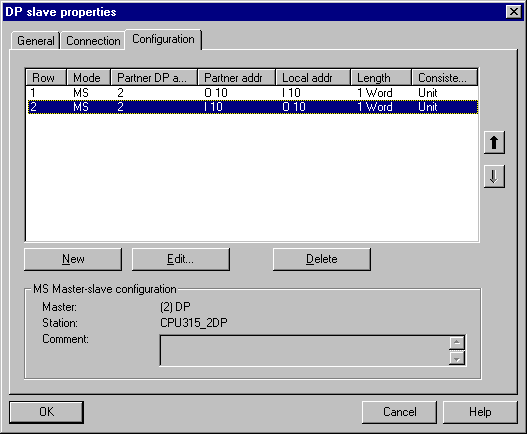 DP slave properties
General Connection Configuration
Row Mode Partner DP a... Partner addr Local addr Length Consiste...
1 MS 2 O 10 I 10 1 Word Unit
2 MS 2 I 10 O 10 1 Word Unit
New Edit... Delete
MS Master-slave configuration
Master: (2) DP
Station: CPU315_2DP
Comment:
OK Cancel Help